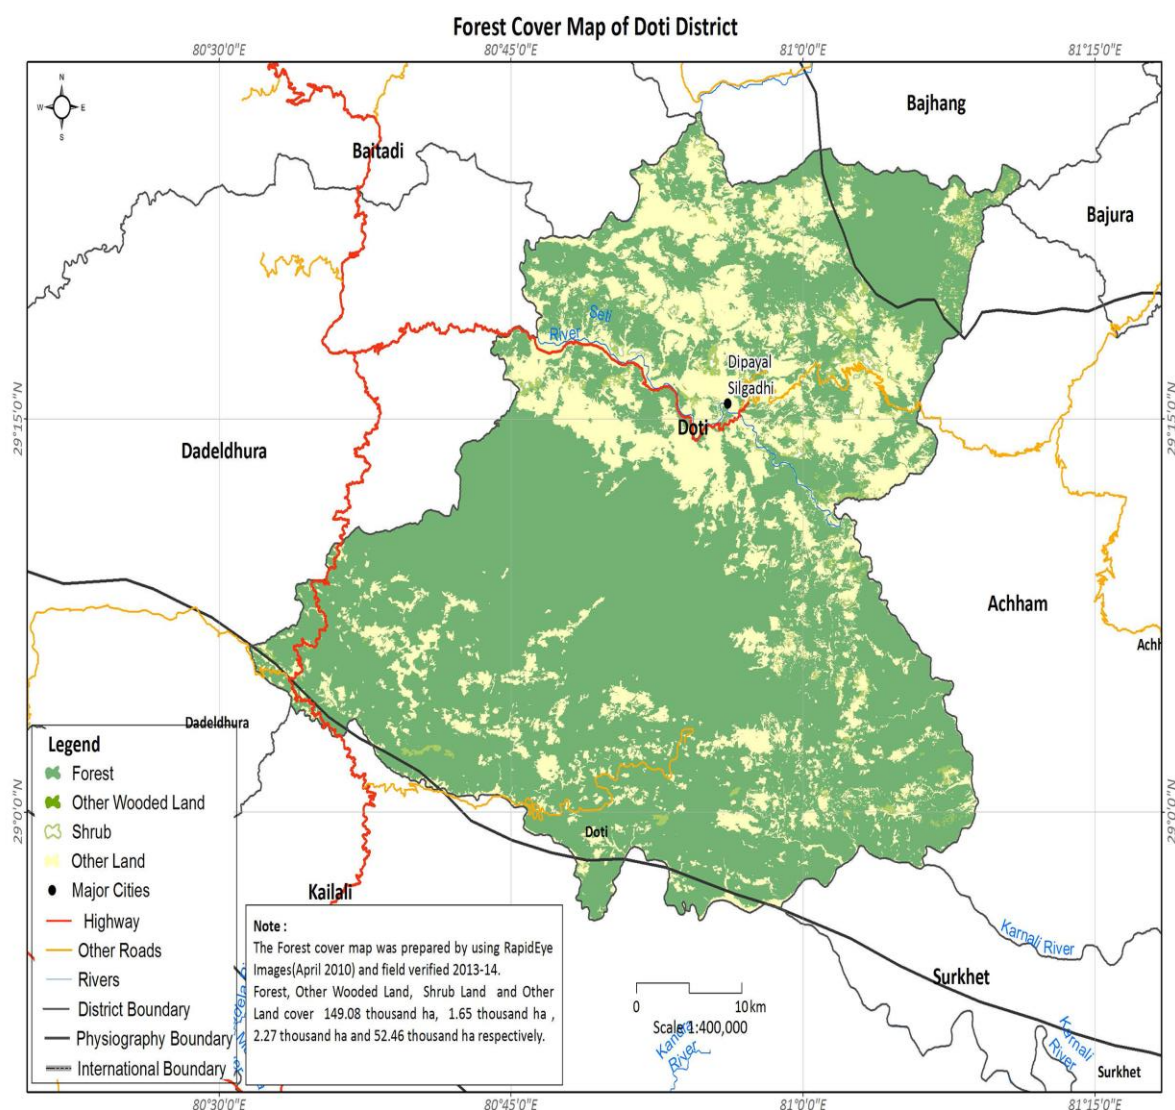 Forest Cover Map of Doti District
80°30'0"E
80°45'0"E
81°0'0"E
81°15'0"E
N
W
E
S
Bajhang
Baitadi
Bajura
Seti
River
Dipayal
Silgadhi
29°15'0"N
29°15'0"N
Doti
Dadeldhura
Achham
Achh
Dadeldhura
Legend
Forest
Other Wooded Land
Shrub
Other Land
Major Cities
Highway
Other Roads
Rivers
District Boundary
Physiography Boundary
International Boundary
29°0'0"N
29°0'0"N
Doti
Kailali
Note :
The Forest cover map was prepared by using RapidEye
Images(April 2010) and field verified 2013-14.
Forest, Other Wooded Land, Shrub Land and Other
Land cover 149.08 thousand ha, 1.65 thousand ha ,
2.27 thousand ha and 52.46 thousand ha respectively.
Karnali River
Surkhet
0
10
km
Scale 1:400,000
River
Karnali
River
Surkhet
80°30'0"E
80°45'0"E
81°0'0"E
81°15'0"E